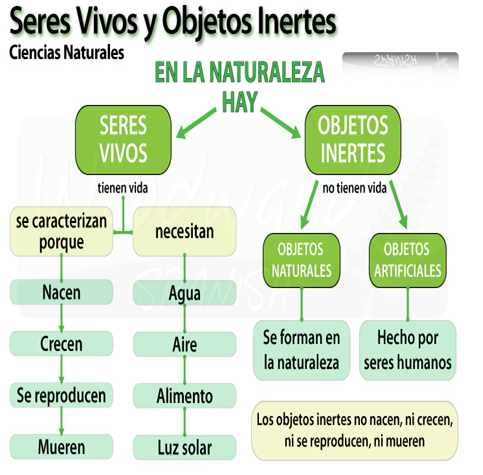 Seres Vivos y Objetos Inertes
Ciencias Naturales
SPANISH
EN LA NATURALEZA
HAY
SERES
VIVOS
OBJETOS
INERTES
tienen vida
no tienen vida
se caracterizan
porque
necesitan
OBJETOS
NATURALES
OBJETOS
ARTIFICIALES
Nacen
Agua
Crecen
Aire
Se forman en
la naturaleza
Hecho por
seres humanos
Se reproducen
Alimento
Mueren
Luz solar
Los objetos inertes no nacen, ni crecen,
ni se reproducen, ni mueren
Woodward
SPANISH